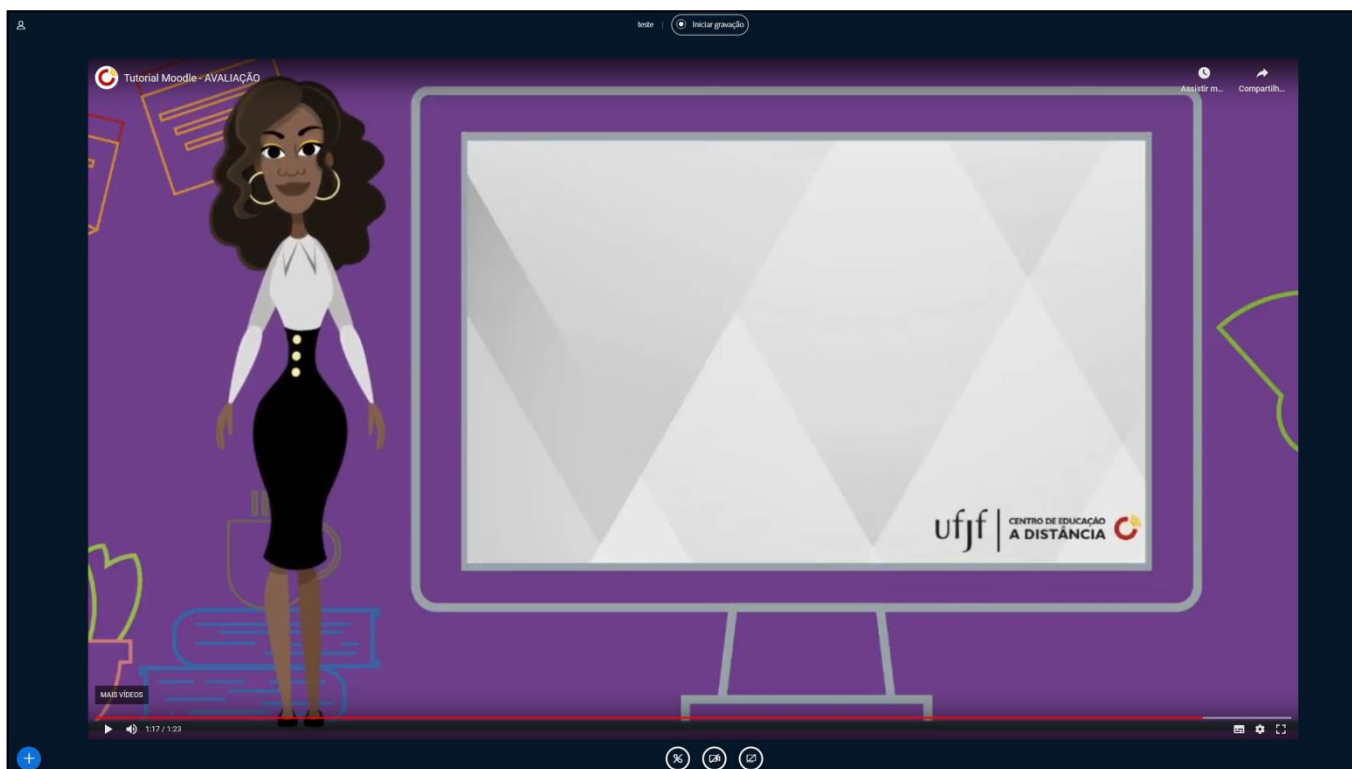 teste
Iniciar gravação
Tutorial Moodle - AVALIAÇÃO
Assistir m...
Compartilh...
ufjf
CENTRO DE EDUCAÇÃO
A DISTÂNCIA
MAIS VÍDEOS
1:17 / 1:23